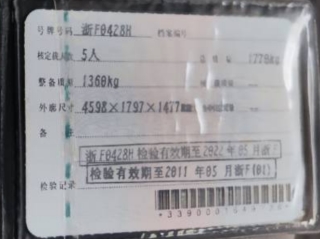 号牌号码 浙F0428H 档案编号
核定载人数 5人 总质量 1770kg
整备质量 1360kg
外廓尺寸 4598×1797×1477mm
备注
浙F0428H 检验有效期至2022年05月浙F
检验有效期至2011年05月浙F(01)
检验记录